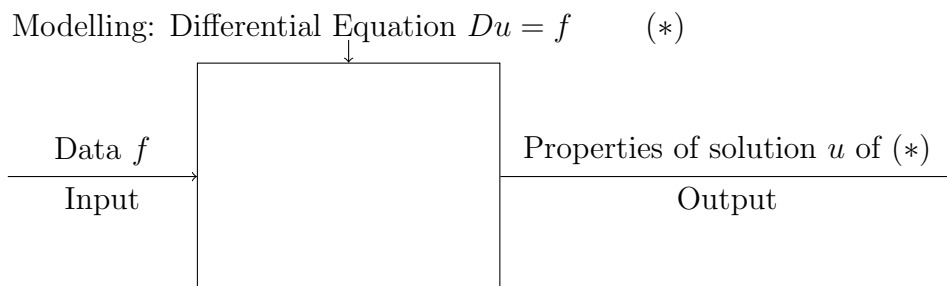 Modelling: Differential Equation Du = f (∗)
Data f
Input
Properties of solution u of (∗)
Output